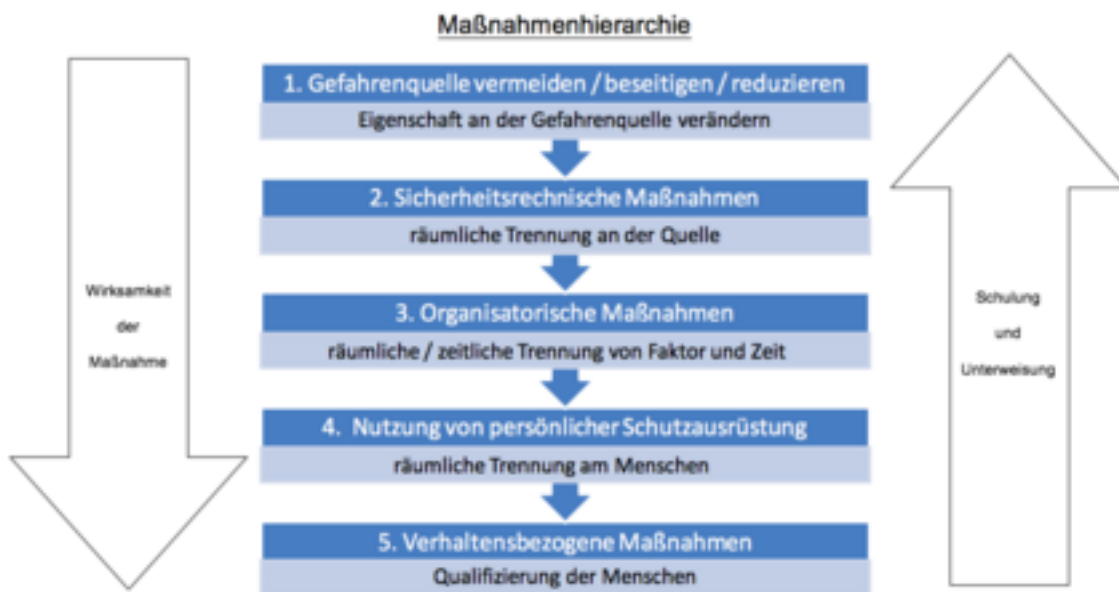 Maßnahmenhierarchie
1. Gefahrenquelle vermeiden / beseitigen / reduzieren
Eigenschaft an der Gefahrenquelle verändern
2. Sicherheitsrechnische Maßnahmen
räumliche Trennung an der Quelle
3. Organisatorische Maßnahmen
räumliche / zeitliche Trennung von Faktor und Zeit
4. Nutzung von persönlicher Schutzausrüstung
räumliche Trennung am Menschen
5. Verhaltensbezogene Maßnahmen
Qualifizierung der Menschen
Wirksamkeit
der
Maßnahme
Schulung
und
Unterweisung